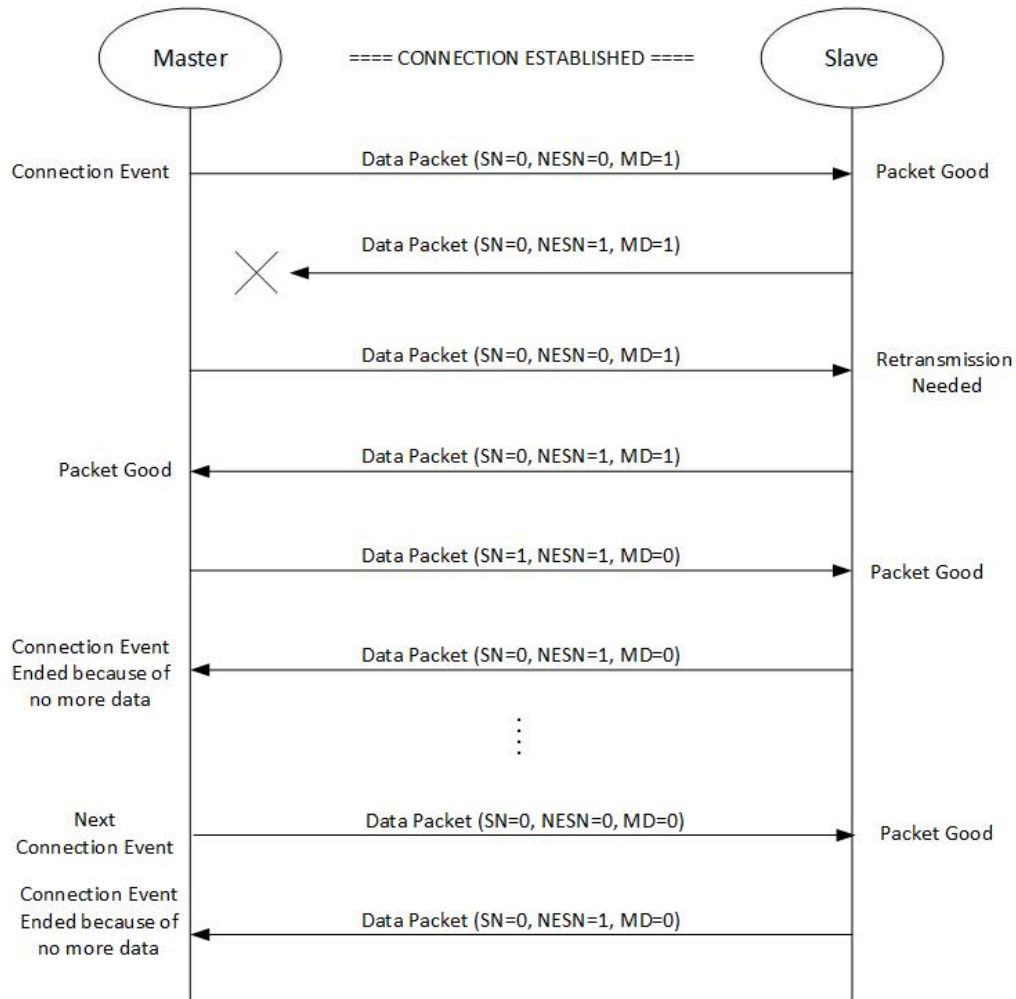 Master
==== CONNECTION ESTABLISHED ====
Slave
Data Packet (SN=0, NESN=0, MD=1)
Connection Event
Packet Good
Data Packet (SN=0, NESN=1, MD=1)
Data Packet (SN=0, NESN=0, MD=1)
Retransmission
Needed
Data Packet (SN=0, NESN=1, MD=1)
Packet Good
Data Packet (SN=1, NESN=1, MD=0)
Packet Good
Connection Event
Ended because of
no more data
Data Packet (SN=0, NESN=1, MD=0)
Next
Connection Event
Data Packet (SN=0, NESN=0, MD=0)
Packet Good
Connection Event
Ended because of
no more data
Data Packet (SN=0, NESN=1, MD=0)